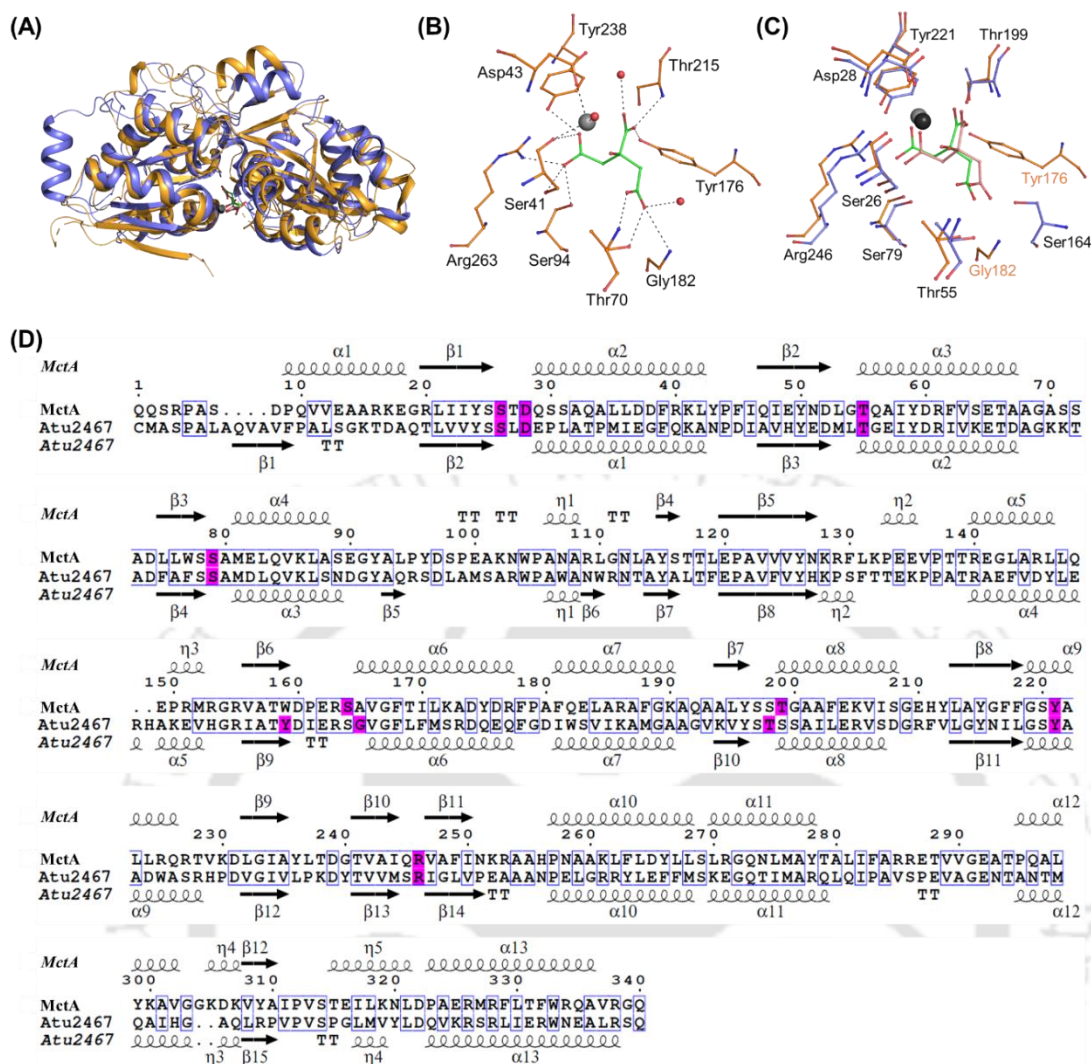 (A)
(B)
(C)
Tyr238
Asp43
Thr215
Tyr176
Ser41
Arg263
Ser94
Gly182
Thr70
Tyr221
Thr199
Asp28
Tyr176
Ser26
Ser164
Arg246
Ser79
Gly182
Thr55
(D)
MctA α1 β1 α2 β2 α3
1 10 20 30 40 50 60 70
MctA QQSRPAS....DPQVVEAARKEGRLIIYSSTDQSSAQALLDDFRKLYPFIQIEYNDLGTQAIYDRFVSETAAGASS
Atu2467 CMASPALAQVAVFPALSGKTDAQTLVVYSSLDEPLATPMIEGFQKANPDIAVHYEDMLTGEIYDRIVKETDAGKKT
Atu2467 β1 TT β2 α1 β3 α2
MctA β3 α4 TT TT η1 TT β4 β5 η2 α5
80 90 100 110 120 130 140
MctA ADLLWSSAMELQVKLASEGYALPYDSPEAKNWPANARLGNLAYSTTLEPAVVVYNKRFLKPEEVPTTREGLARLLQ
Atu2467 ADFAFSSAMDLQVKLSNDGYAQRSDLAMSARWPAWANWRNTAYALTFEPAVFVYHKPSFTTEKPPATRAEFVDYLE
Atu2467 β4 α3 β5 η1 β6 β7 β8 η2 α4
MctA η3 β6 α6 α7 β7 α8 β8 α9
150 160 170 180 190 200 210 220
MctA ..EPRMRGRVATWDPERSAVGFTILKADYDRFPAFQELARAFGKAQAALYSSTGAAFEKVISGEHYLAYGFFGSYA
Atu2467 RHAKEVHGRIATYDIERSGVGFLFMSRDQEQFGDIWSVIKAMGAAGVKVYSTSSAILERVSDGRFVLGYNILGSYA
Atu2467 α5 β9 TT α6 α7 β10 α8 β11
MctA β9 β10 β11 α10 α11 α12
230 240 250 260 270 280 290
MctA LLRQRTVKDLGIAYLTDGTVAIQRVAFINKRAAHPNAAKLFLDYLLSLRGQNLMAYTALIFARRETVVGEATPQAL
Atu2467 ADWASRHPDVGIVLPKDYTVVMSRIGLVPEAAANPELGRRYLEFFMSKEGQTIMARQLQIPAVSPEVAGENTANTM
Atu2467 α9 β12 β13 β14 TT α10 α11 TT α12
MctA η4 β12 η5 α13
300 310 320 330 340
MctA YKAVGGKDKVYAIPVSTEILKNLDPAERMRFLTFWRQAVRGQ
Atu2467 QAIHG..AQLRPVPVSPGLMVYLDQVKRSRLIERWNEALRSQ
Atu2467 η3 β15 TT η4 α13